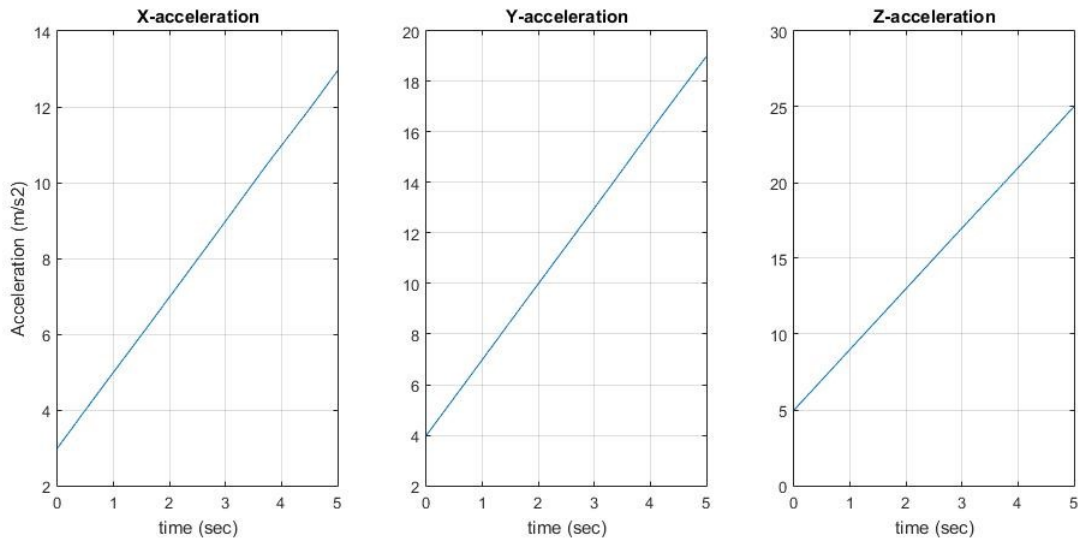 X-acceleration
14
12
10
8
6
4
2
0 1 2 3 4 5
Acceleration (m/s2)
time (sec)
Y-acceleration
20
18
16
14
12
10
8
6
4
2
0 1 2 3 4 5
time (sec)
Z-acceleration
30
25
20
15
10
5
0
0 1 2 3 4 5
time (sec)